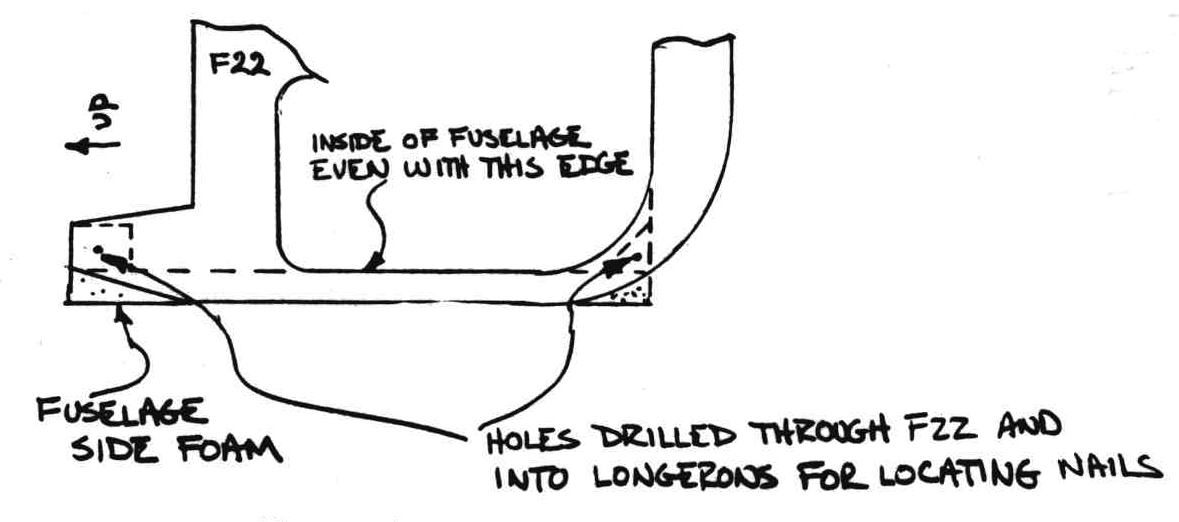 F22
UP
INSIDE OF FUSELAGE
EVEN WITH THIS EDGE
FUSELAGE
SIDE FOAM
HOLES DRILLED THROUGH F22 AND
INTO LONGERONS FOR LOCATING NAILS